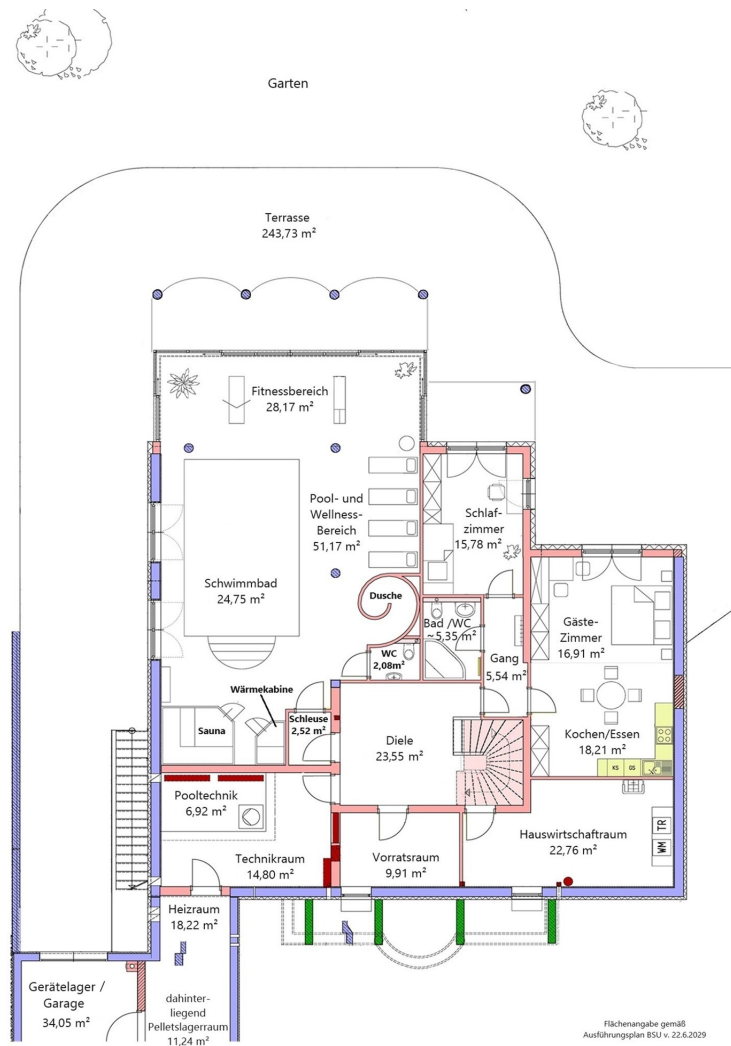 Garten
Terrasse
243,73 m²
Fitnessbereich
28,17 m²
Pool- und
Wellness-
Bereich
51,17 m²
Schlaf-
zimmer
15,78 m²
Schwimmbad
24,75 m²
Dusche
Bad /WC
~ 5,35 m²
Gäste-
Zimmer
16,91 m²
WC
2,08m²
Gang
5,54 m²
Wärmekabine
Sauna
Schleuse
2,52 m²
Diele
23,55 m²
Kochen/Essen
18,21 m²
KS
GS
Pooltechnik
6,92 m²
Technikraum
14,80 m²
Vorratsraum
9,91 m²
Hauswirtschaftraum
22,76 m²
TR
WM
Heizraum
18,22 m²
Gerätelager /
Garage
34,05 m²
dahinter-
liegend
Pelletslagerraum
11,24 m²
Flächenangabe gemäß
Ausführungsplan BSU v. 22.6.2029